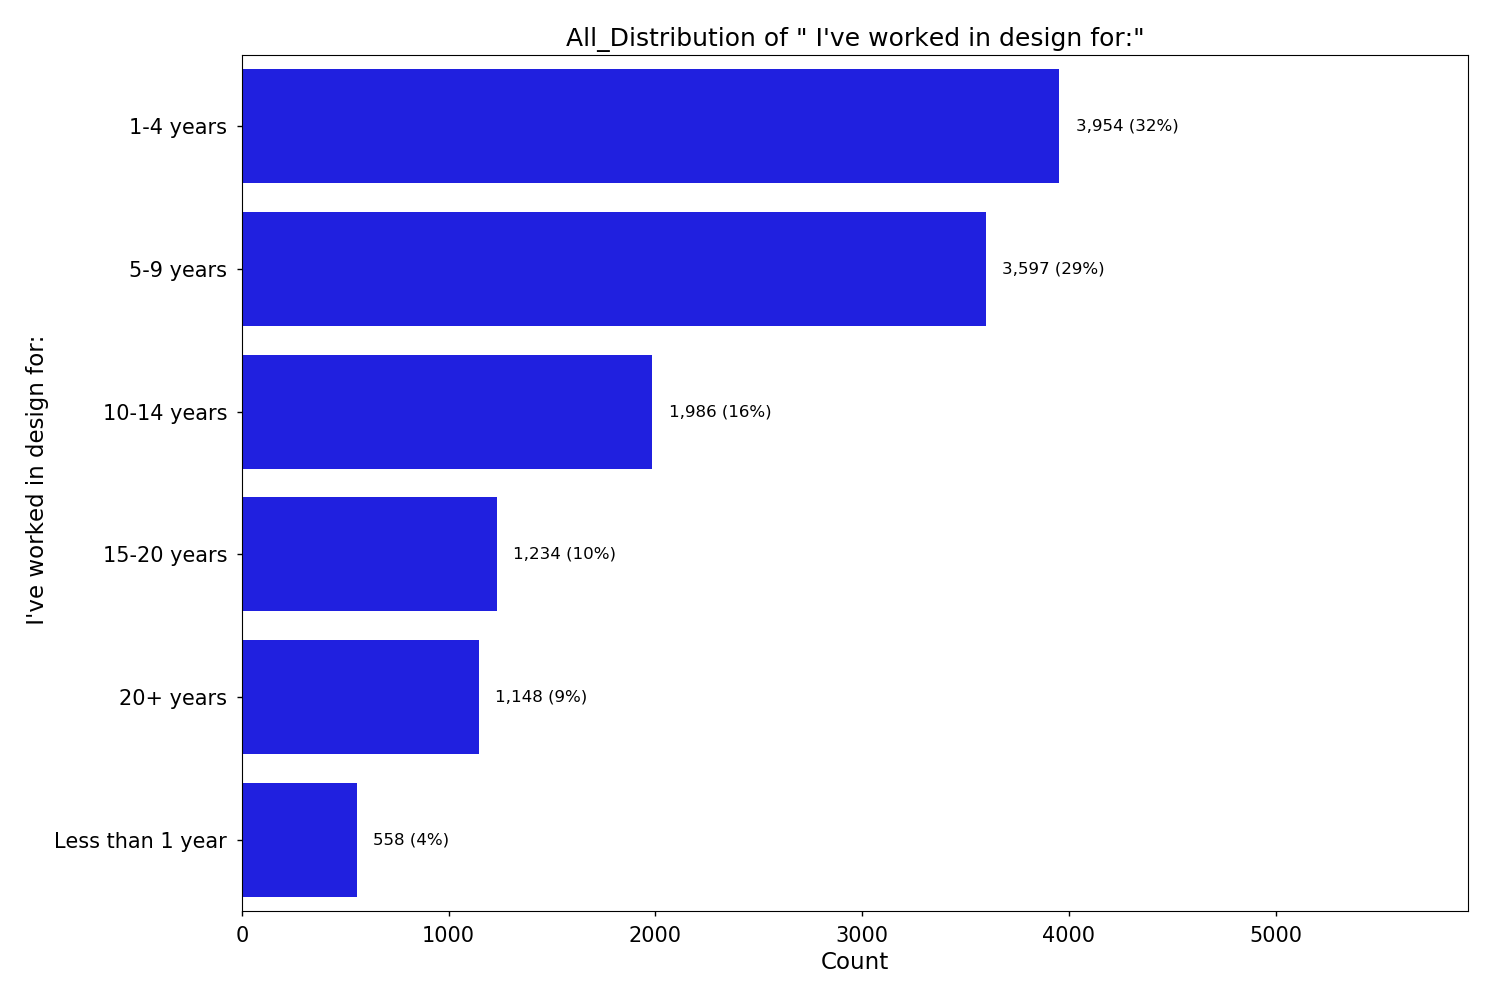 All_Distribution of " I've worked in design for:"
I've worked in design for:
1-4 years
3,954 (32%)
5-9 years
3,597 (29%)
10-14 years
1,986 (16%)
15-20 years
1,234 (10%)
20+ years
1,148 (9%)
Less than 1 year
558 (4%)
0
1000
2000
3000
4000
5000
Count